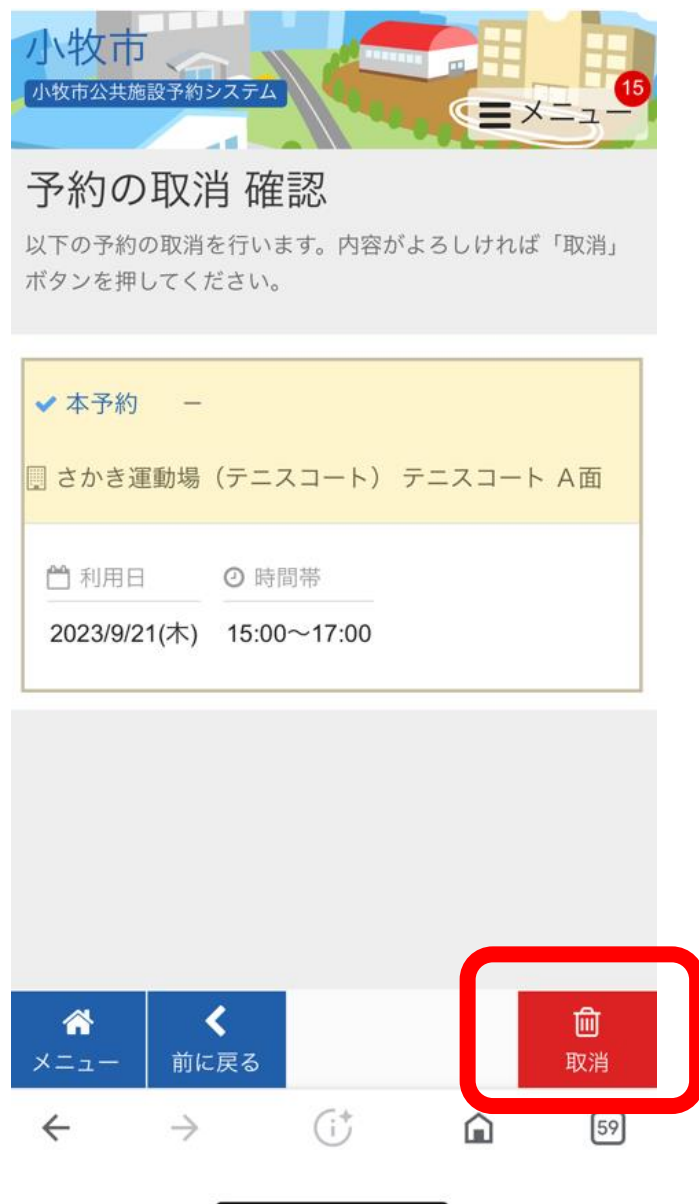 小牧市
小牧市公共施設予約システム
メニュー
15
予約の取消 確認
以下の予約の取消を行います。内容がよろしければ「取消」
ボタンを押してください。
本予約 －
さかき運動場（テニスコート） テニスコート Ａ面
利用日 時間帯
2023/9/21(木) 15:00～17:00
メニュー 前に戻る 取消
59